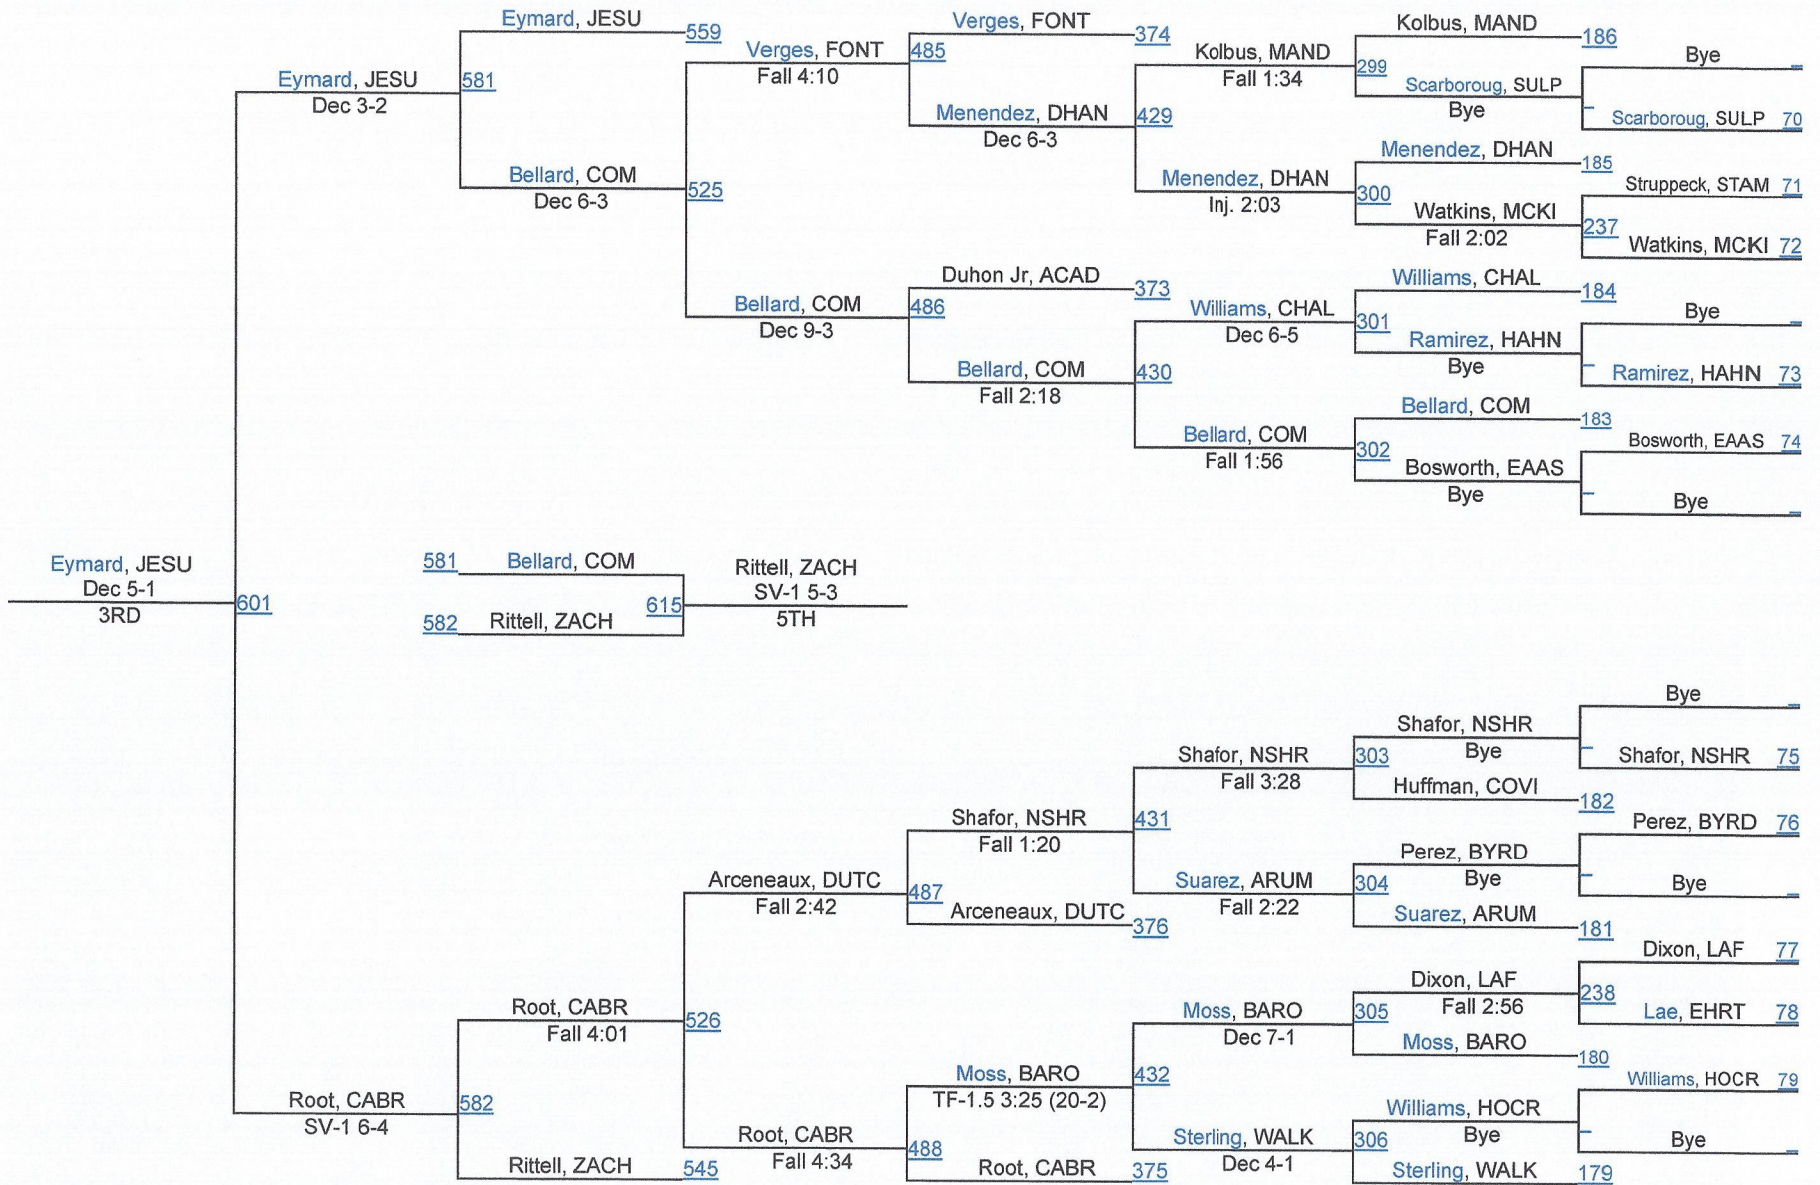 Eymard, JESU
559
Verges, FONT
374
Kolbus, MAND
186
Bye
Verges, FONT
Fall 4:10
485
Kolbus, MAND
Fall 1:34
299
Scarboroug, SULP
Bye
Scarboroug, SULP 70
Eymard, JESU
Dec 3-2
581
Menendez, DHAN
Dec 6-3
429
Menendez, DHAN
185
Struppeck, STAM 71
Bellard, COM
Dec 6-3
525
Menendez, DHAN
Inj. 2:03
300
Watkins, MCKI
Fall 2:02
237
Watkins, MCKI 72
Duhon Jr, ACAD
373
Williams, CHAL
184
Bye
Bellard, COM
Dec 9-3
486
Williams, CHAL
Dec 6-5
301
Ramirez, HAHN
Bye
Ramirez, HAHN 73
Bellard, COM
Fall 2:18
430
Bellard, COM
183
Bosworth, EAAS 74
Bellard, COM
Fall 1:56
302
Bosworth, EAAS
Bye
Bye
Eymard, JESU
Dec 5-1
3RD
601
581 Bellard, COM
582 Rittell, ZACH
615
Rittell, ZACH
SV-1 5-3
5TH
Bye
Shafor, NSHR
Bye
Shafor, NSHR 75
Shafor, NSHR
Fall 3:28
303
Huffman, COVI
182
Shafor, NSHR
Fall 1:20
431
Perez, BYRD 76
Perez, BYRD
Bye
Bye
Arceneaux, DUTC
Fall 2:42
487
Suarez, ARUM
Fall 2:22
304
Arceneaux, DUTC
376
Suarez, ARUM
181
Dixon, LAF 77
Root, CABR
Fall 4:01
526
Moss, BARO
Dec 7-1
305
Dixon, LAF
Fall 2:56
238
Lae, EHRT 78
Moss, BARO
180
Root, CABR
SV-1 6-4
582
Moss, BARO
TF-1.5 3:25 (20-2)
432
Williams, HOCR 79
Williams, HOCR
Bye
Bye
Root, CABR
Fall 4:34
488
Sterling, WALK
Dec 4-1
306
Rittell, ZACH
545
Root, CABR
375
Sterling, WALK
179